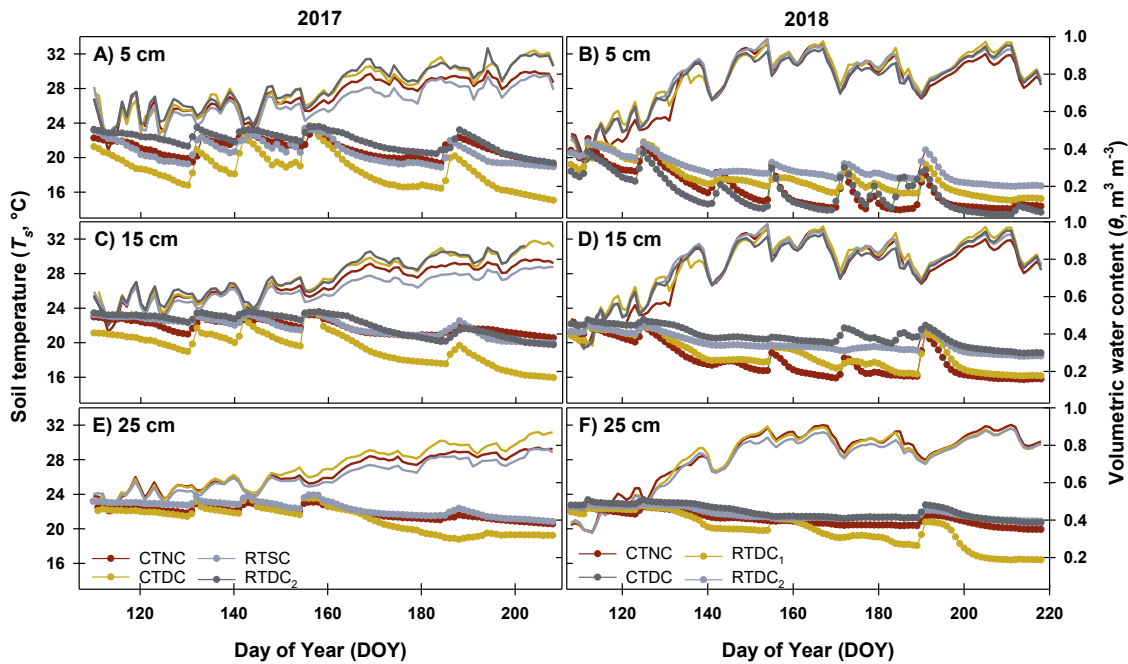 2017
2018
A) 5 cm
B) 5 cm
C) 15 cm
D) 15 cm
E) 25 cm
F) 25 cm
Soil temperature (Ts, °C)
Volumetric water content (θ, m³ m⁻³)
32
28
24
20
16
32
28
24
20
16
32
28
24
20
16
1.0
0.8
0.6
0.4
0.2
1.0
0.8
0.6
0.4
0.2
1.0
0.8
0.6
0.4
0.2
CTNC
RTSC
CTDC
RTDC₂
CTNC
RTDC₁
CTDC
RTDC₂
120 140 160 180 200
120 140 160 180 200 220
Day of Year (DOY)
Day of Year (DOY)